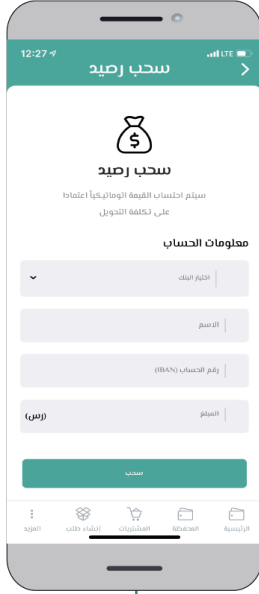 12:27
LTE
سحب رصيد
سحب رصيد
سيتم احتساب القيمة اتوماتيكياً اعتمادا
على تكلفة التحويل
معلومات الحساب
اختيار البنك
الاسم
رقم الحساب (IBAN)
المبلغ (رس)
سحب
الرئيسية المحفظة المشتريات إنشاء طلب المزيد